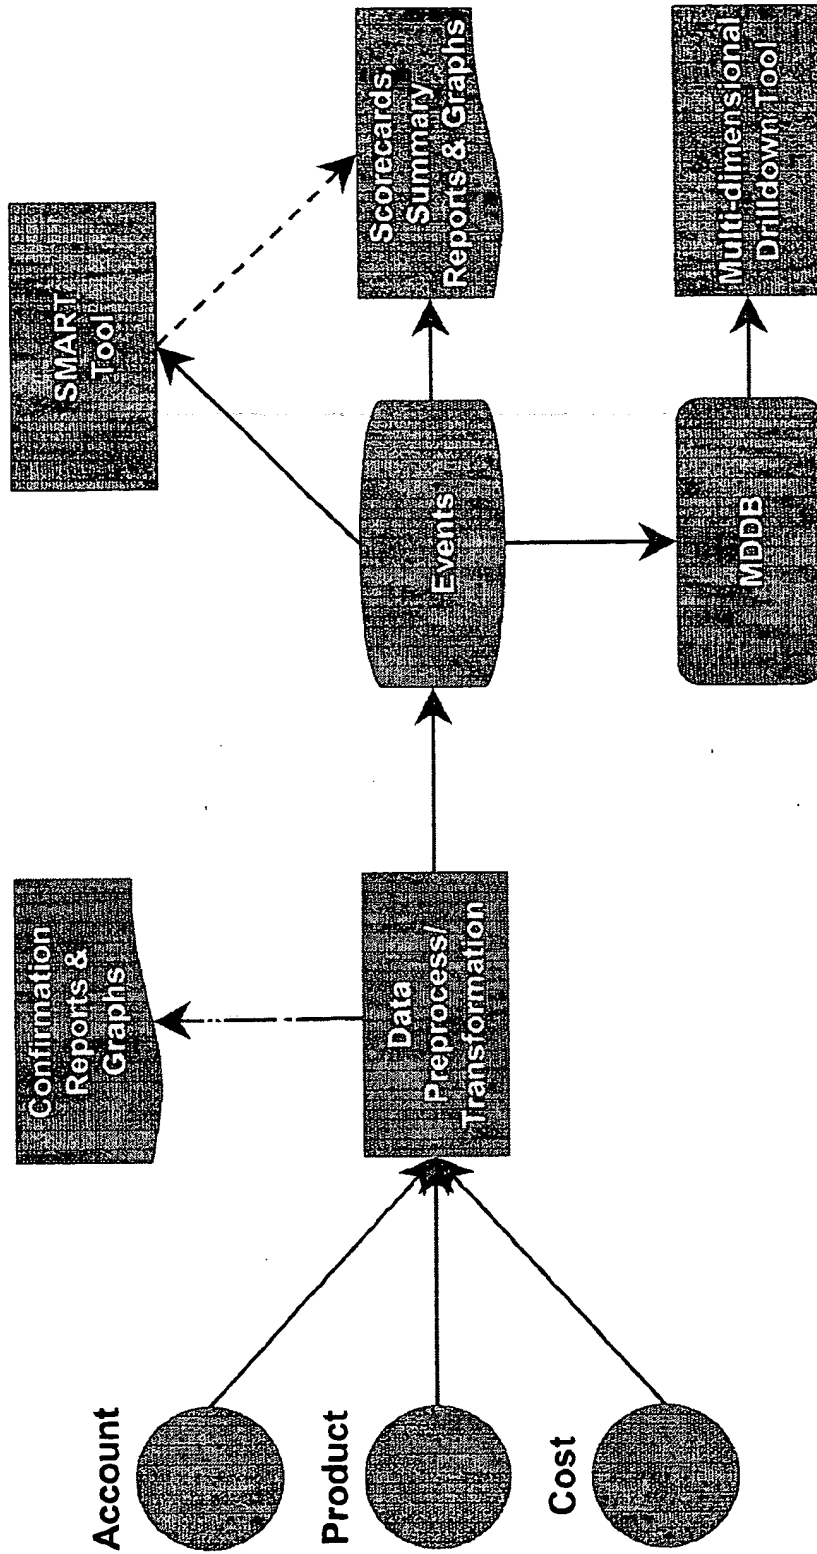 Account
Product
Cost
Confirmation
Reports &
Graphs
Data
Preprocess/
Transformation
Events
SMART
Tool
Scorecards,
Summary
Reports & Graphs
MDDB
Multi-dimensional
Drilldown Tool